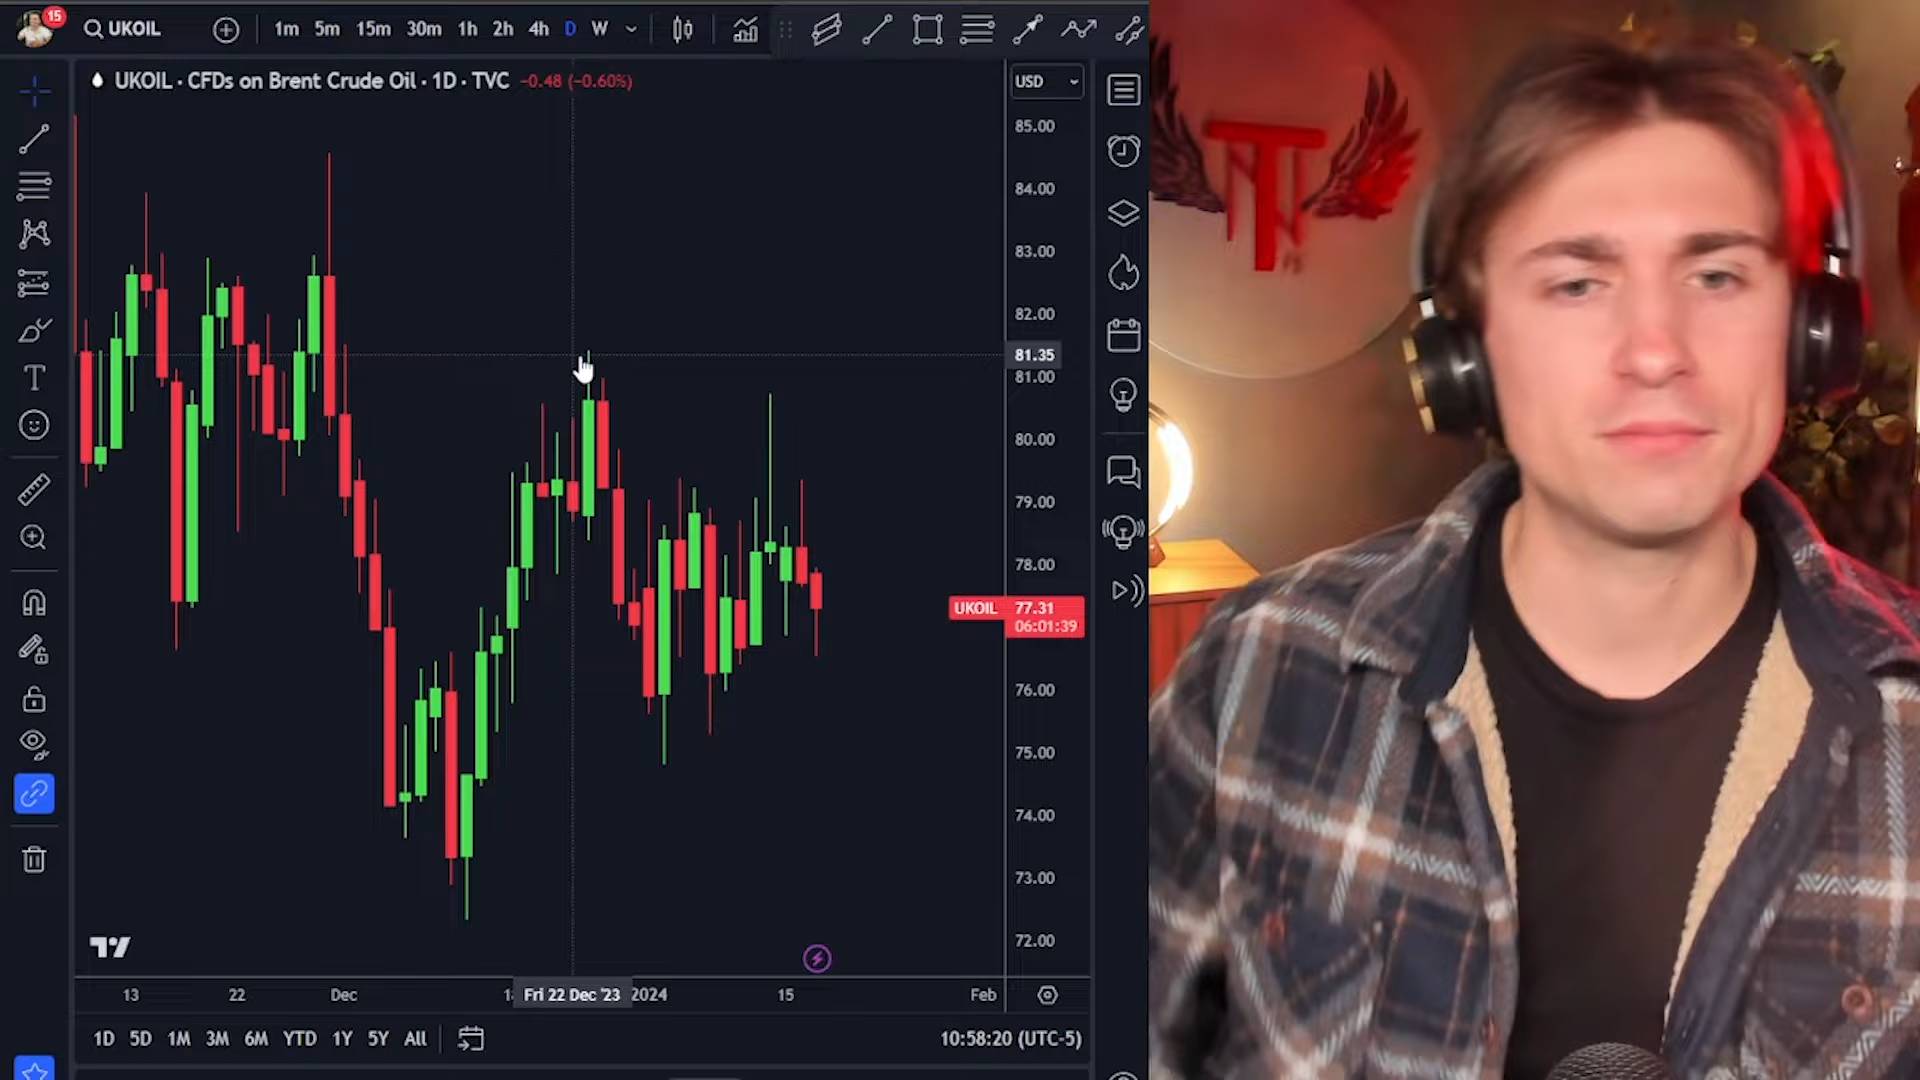 15
UKOIL
1m 5m 15m 30m 1h 2h 4h D W
UKOIL · CFDs on Brent Crude Oil · 1D · TVC −0.48 (−0.60%)
USD
85.00
84.00
83.00
82.00
81.35
81.00
80.00
79.00
78.00
UKOIL 77.31
06:01:39
76.00
75.00
74.00
73.00
72.00
13 22 Dec Fri 22 Dec '23 2024 15 Feb
1D 5D 1M 3M 6M YTD 1Y 5Y All
10:58:20 (UTC-5)